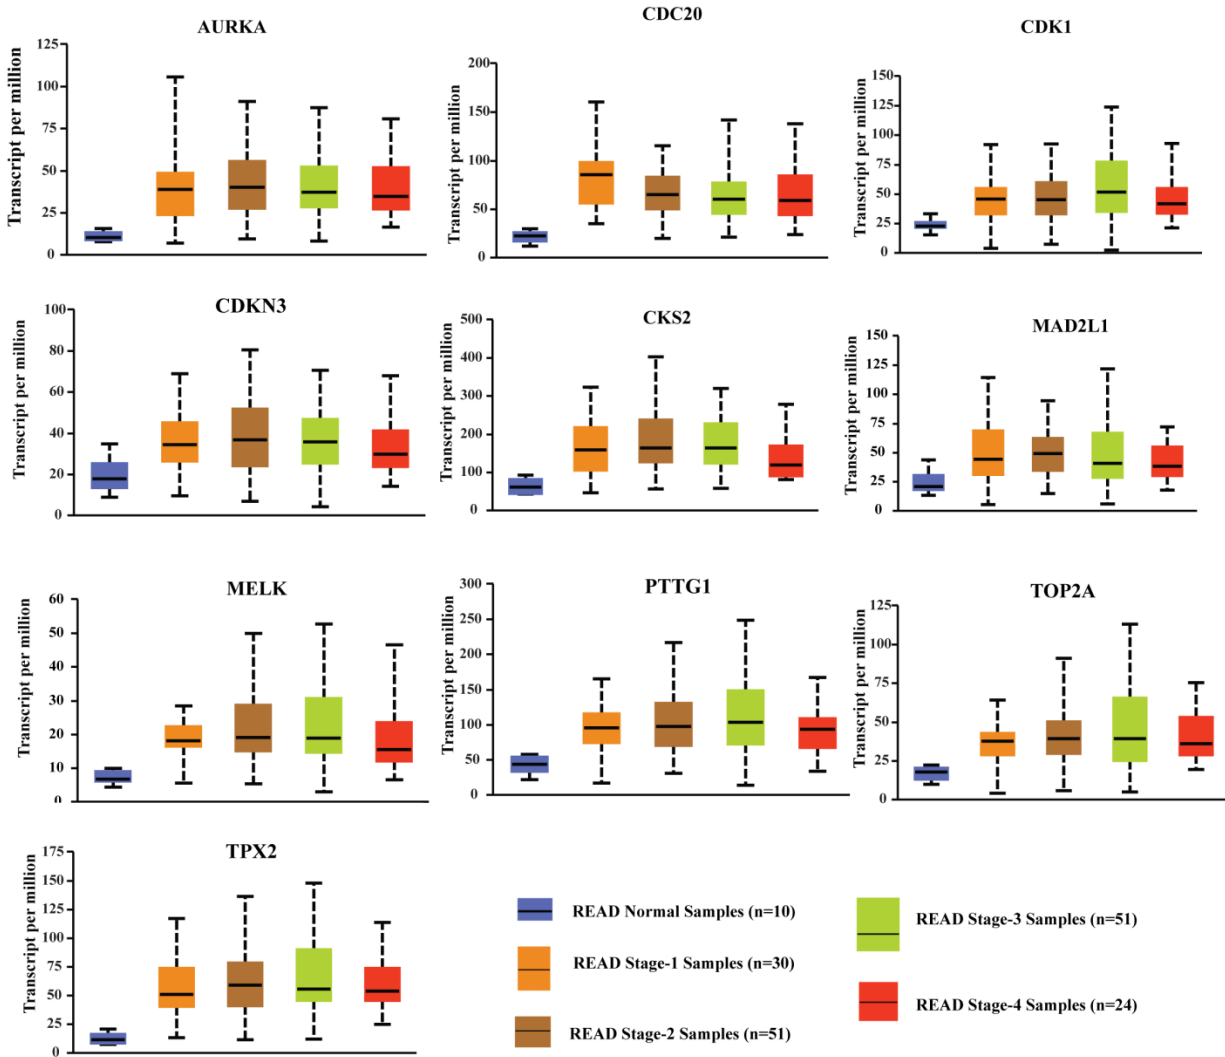 AURKA
Transcript per million
125
100
75
50
25
0
CDC20
Transcript per million
200
150
100
50
0
CDK1
Transcript per million
150
125
100
75
50
25
0
CDKN3
Transcript per million
100
80
60
40
20
0
CKS2
Transcript per million
500
400
300
200
100
0
MAD2L1
Transcript per million
150
125
100
75
50
25
0
MELK
Transcript per million
60
50
40
30
20
10
0
PTTG1
Transcript per million
300
250
200
150
100
50
0
TOP2A
Transcript per million
125
100
75
50
25
0
TPX2
Transcript per million
175
150
125
100
75
50
25
0
READ Normal Samples (n=10)
READ Stage-1 Samples (n=30)
READ Stage-2 Samples (n=51)
READ Stage-3 Samples (n=51)
READ Stage-4 Samples (n=24)